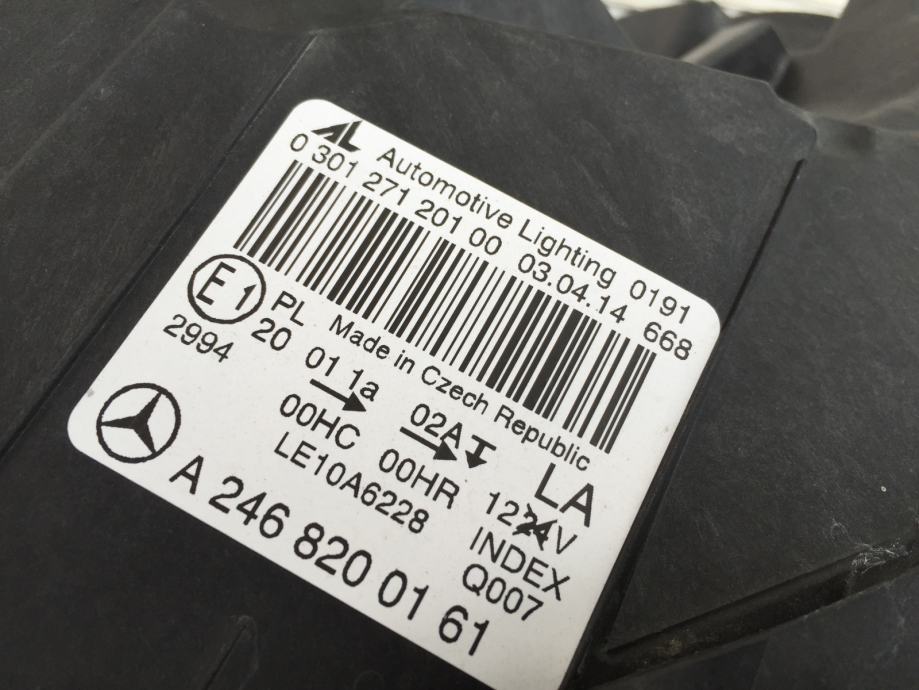 AL Automotive Lighting 0191
0 301 271 201 00 03.04.14 668
E1 PL Made in Czech Republic
20 01 1a 02A LA
2994 00HC 00HR 1224V
LE10A6228 INDEX
Q007
A 246 820 01 61